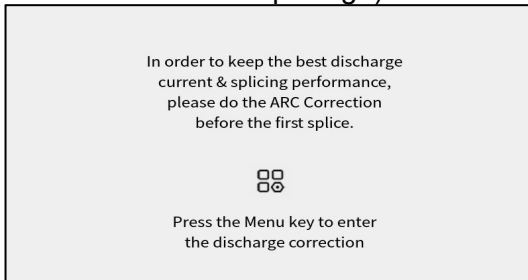 In order to keep the best discharge
current & splicing performance,
please do the ARC Correction
before the first splice.
Press the Menu key to enter
the discharge correction